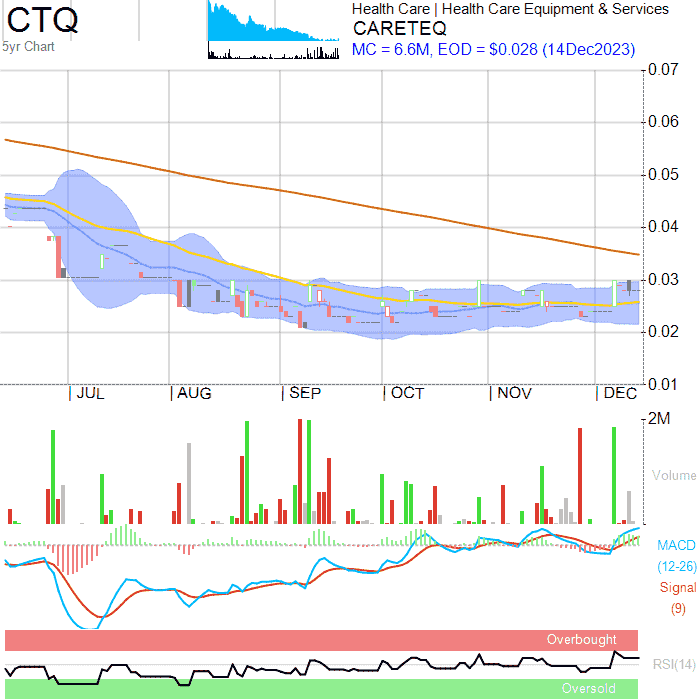 CTQ
5yr Chart
Health Care | Health Care Equipment & Services
CARETEQ
MC = 6.6M, EOD = $0.028 (14Dec2023)
0.07
0.06
0.05
0.04
0.03
0.02
0.01
JUL
AUG
SEP
OCT
NOV
DEC
2M
Volume
MACD
(12-26)
Signal
(9)
Overbought
RSI(14)
Oversold